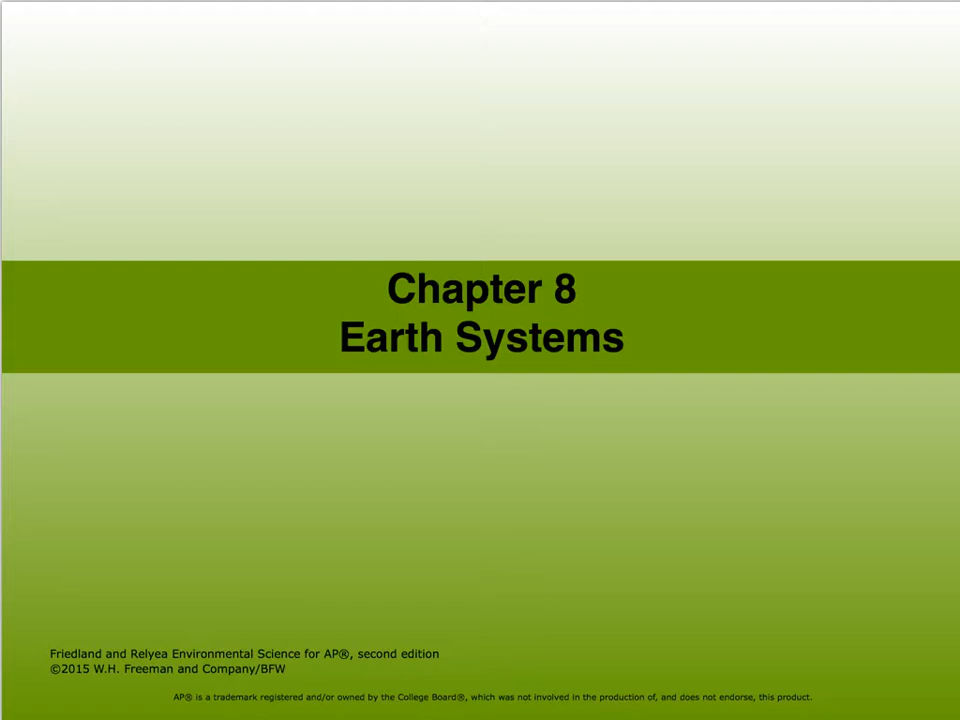 Chapter 8
Earth Systems
Friedland and Relyea Environmental Science for AP®, second edition
©2015 W.H. Freeman and Company/BFW
AP® is a trademark registered and/or owned by the College Board®, which was not involved in the production of, and does not endorse, this product.